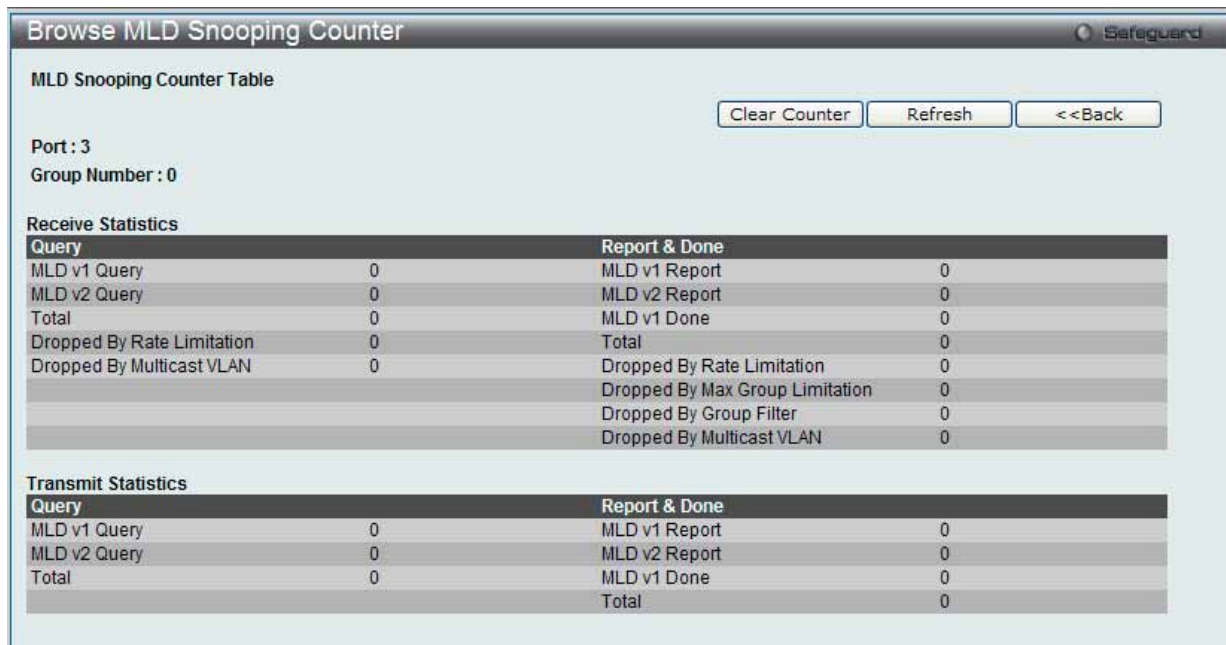 Browse MLD Snooping Counter Safeguard
MLD Snooping Counter Table
Clear Counter Refresh <<Back
Port : 3
Group Number : 0
Receive Statistics
Query Report & Done
MLD v1 Query 0 MLD v1 Report 0
MLD v2 Query 0 MLD v2 Report 0
Total 0 MLD v1 Done 0
Dropped By Rate Limitation 0 Total 0
Dropped By Multicast VLAN 0 Dropped By Rate Limitation 0
Dropped By Max Group Limitation 0
Dropped By Group Filter 0
Dropped By Multicast VLAN 0
Transmit Statistics
Query Report & Done
MLD v1 Query 0 MLD v1 Report 0
MLD v2 Query 0 MLD v2 Report 0
Total 0 MLD v1 Done 0
Total 0